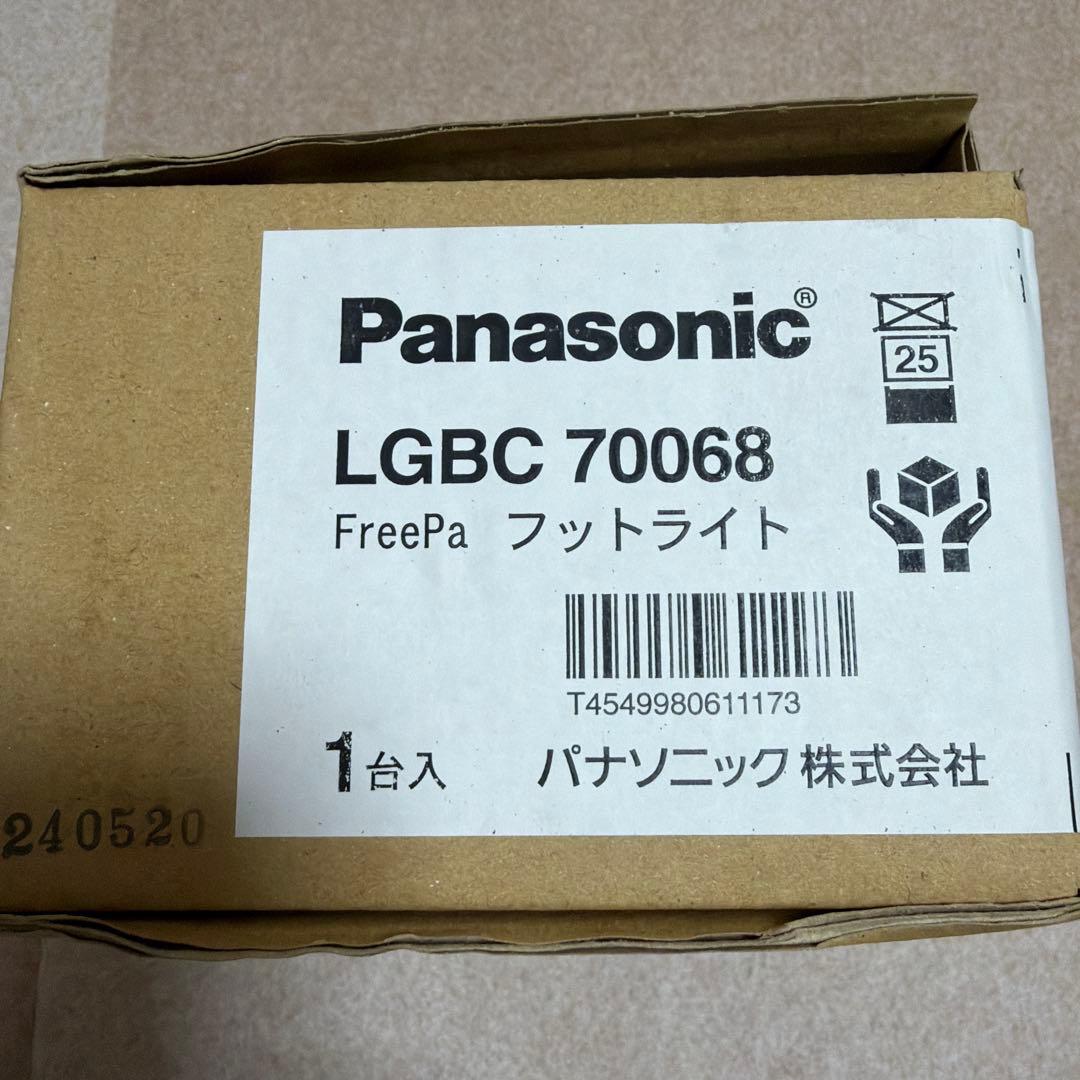 Panasonic®
25
LGBC 70068
FreePa フットライト
T4549980611173
1台入 パナソニック株式会社
240520